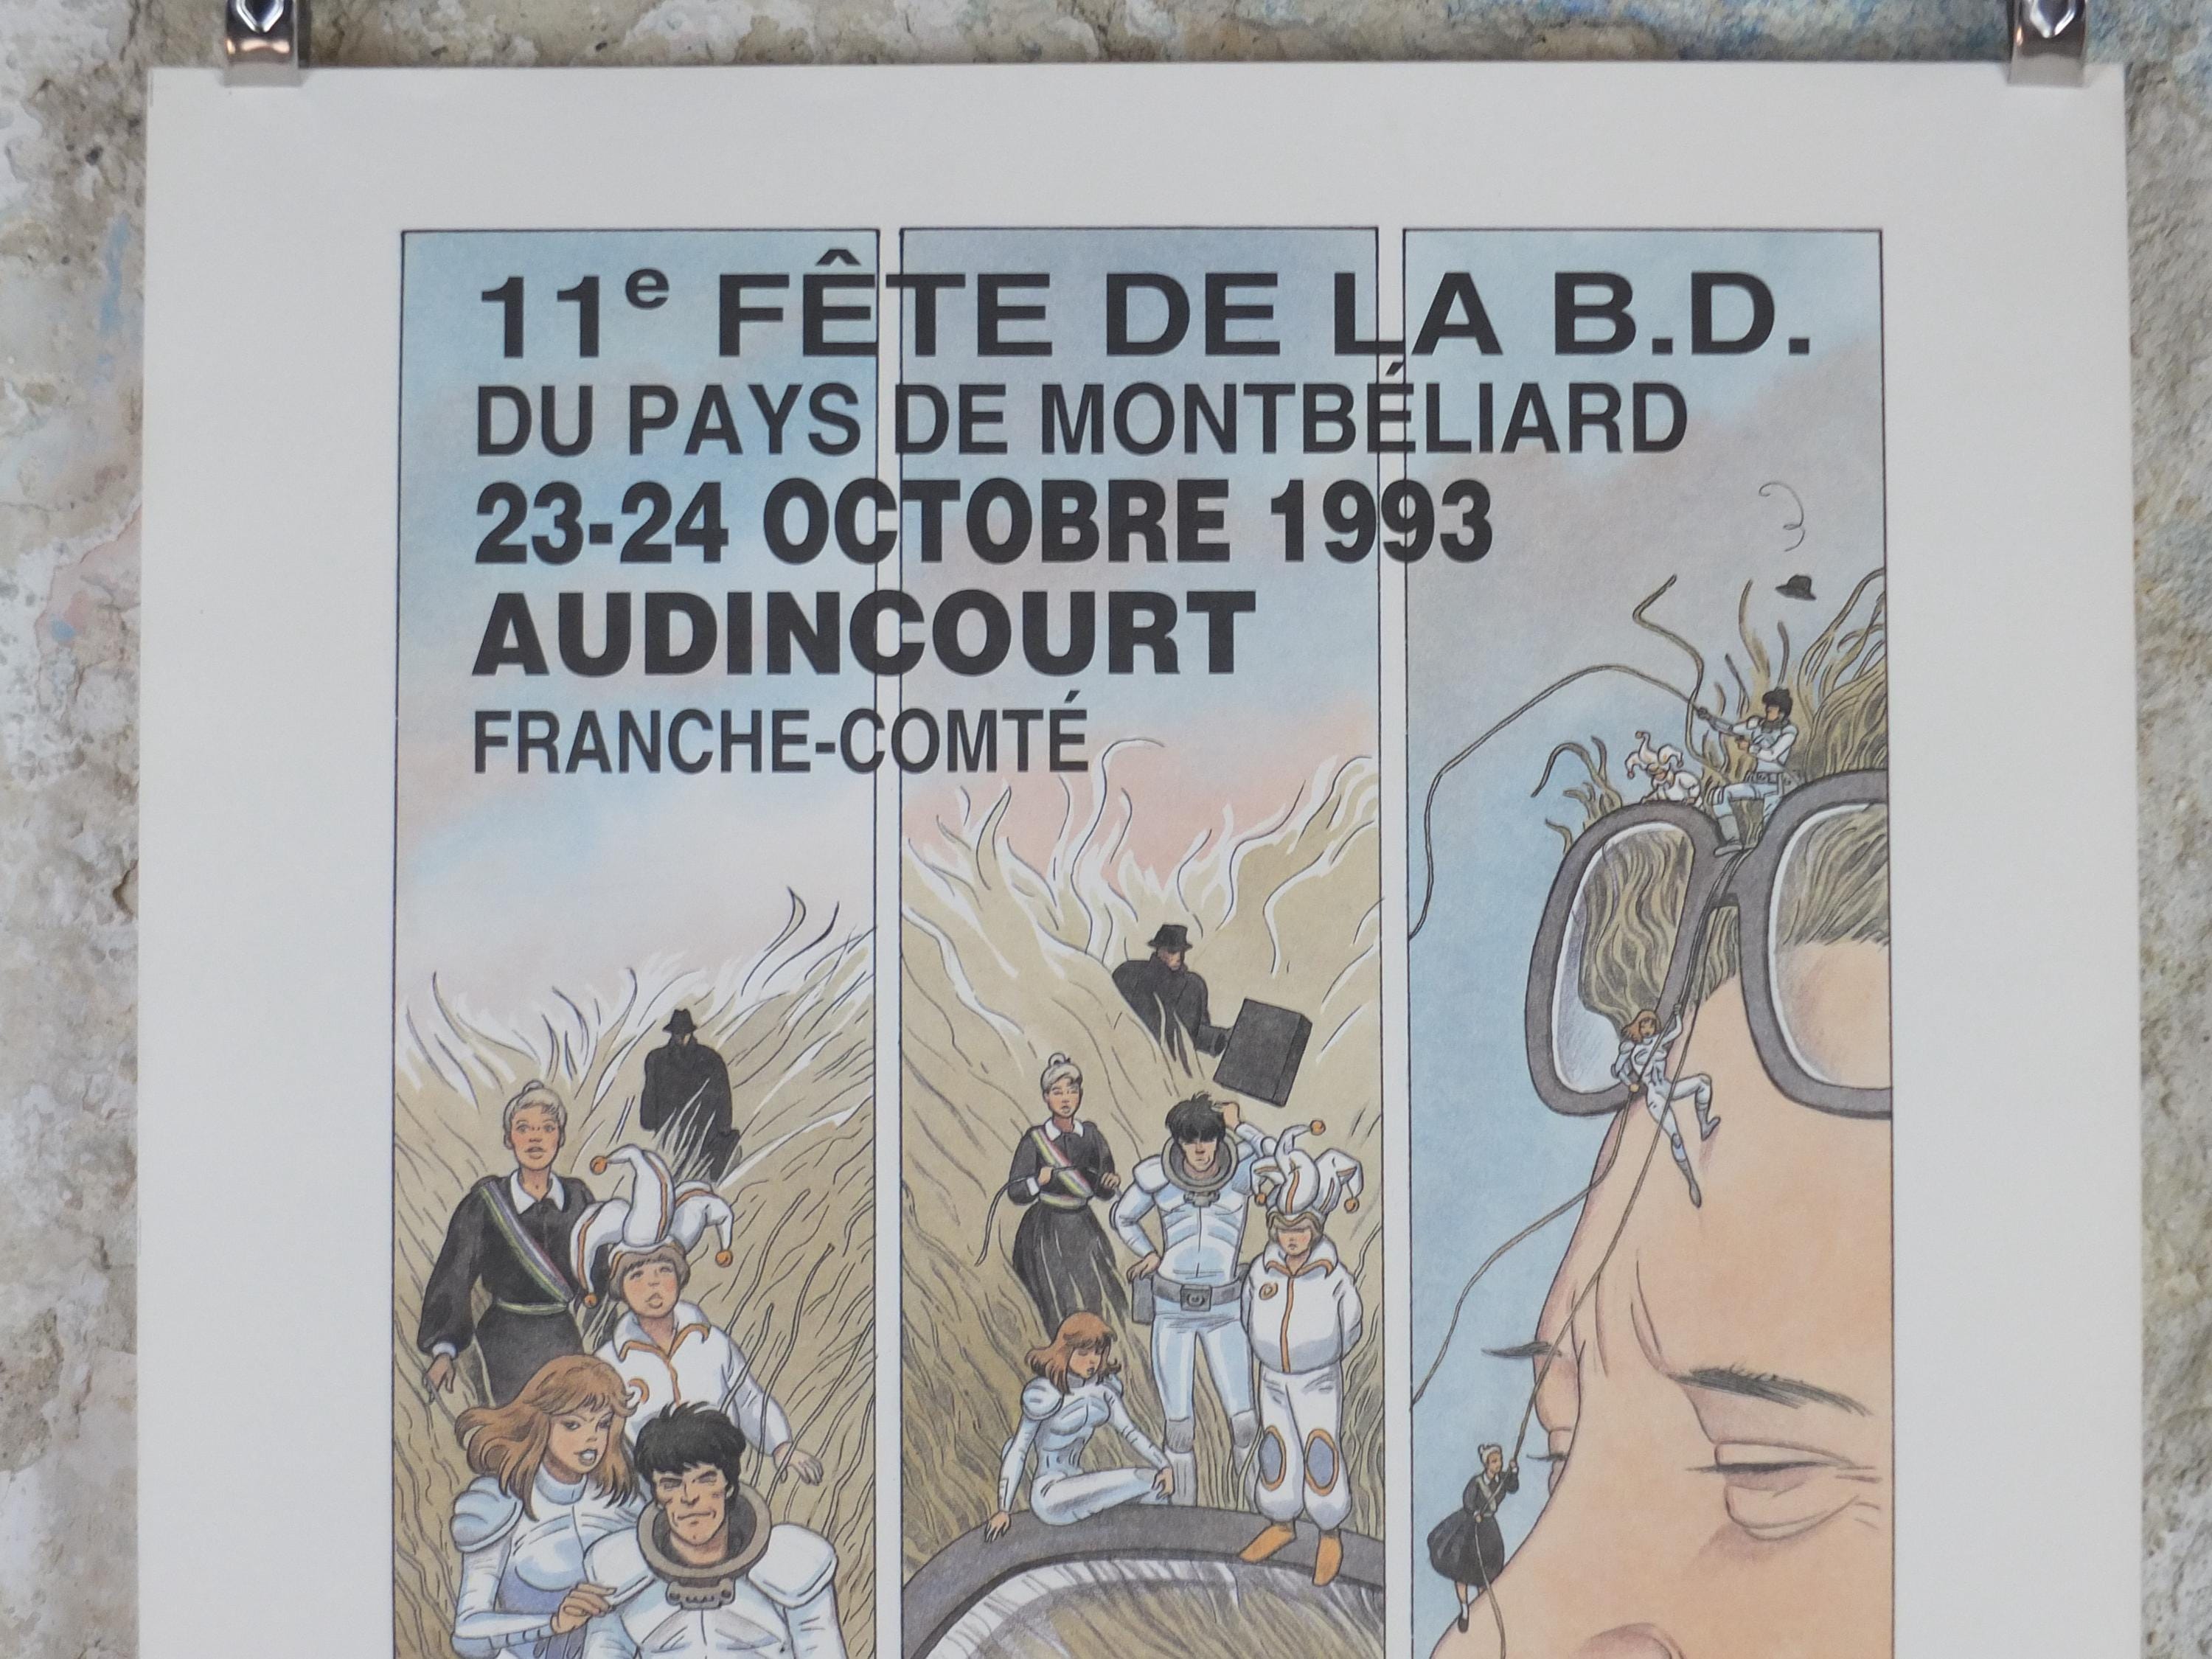 11e FÊTE DE LA B.D.
DU PAYS DE MONTBÉLIARD
23-24 OCTOBRE 1993
AUDINCOURT
FRANCHE-COMTÉ